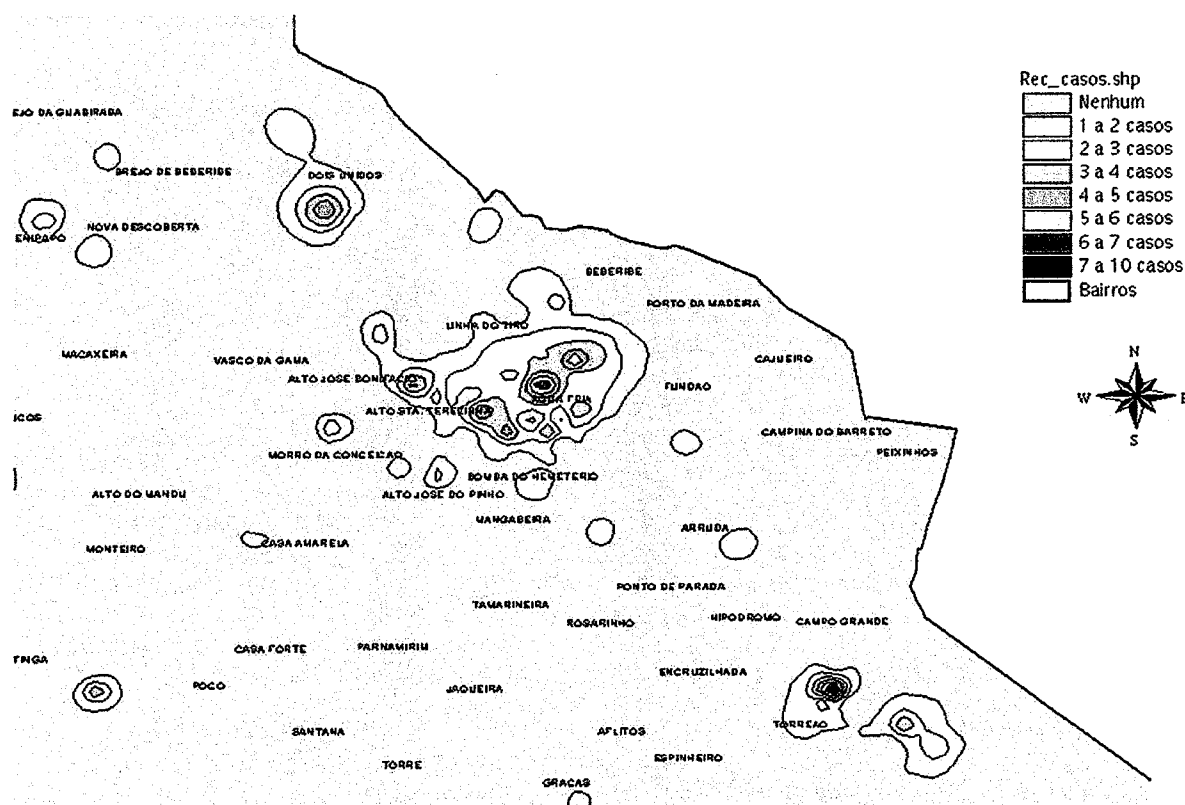 Rec_casos.shp
Nenhum
1 a 2 casos
2 a 3 casos
3 a 4 casos
4 a 5 casos
5 a 6 casos
6 a 7 casos
7 a 10 casos
Bairros
N
W E
S
EJO DA GUABIRADA
BREJO DE BEBERIBE
DOIS UNIDOS
NOVA DESCOBERTA
BEBERIBE
PORTO DA MADEIRA
LINHA DO TIRO
MACAXEIRA
VASCO DA GAMA
CAJUEIRO
ALTO JOSE BONIFACIO
FUNDAO
AGUA FRIA
ICOS
ALTO STA. TEREZINHA
CAMPINA DO BARRETO
PEIXINHOS
MORRO DA CONCEICAO
BOMBA DO HEMETERIO
ALTO DO MANDU
ALTO JOSE DO PINHO
MANGABEIRA
ARRUDA
MONTEIRO
CASA AMARELA
PONTO DE PARADA
TAMARINEIRA
ROSARINHO
HIPODROMO
CAMPO GRANDE
CASA FORTE
PARNAMIRIM
TINGA
ENCRUZILHADA
POCO
JAQUEIRA
TORREAO
SANTANA
AFLITOS
TORRE
ESPINHEIRO
GRACAS